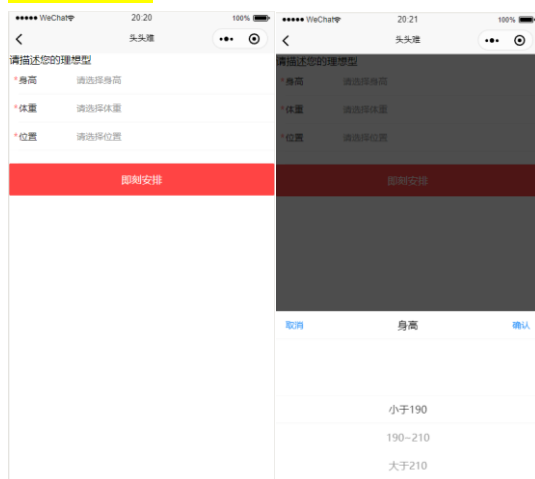 ●●●●● WeChat 20:20 100%
头头难
请描述您的理想型
*身高 请选择身高
*体重 请选择体重
*位置 请选择位置
即刻安排
●●●●● WeChat 20:21 100%
头头难
请描述您的理想型
*身高 请选择身高
*体重 请选择体重
*位置 请选择位置
即刻安排
取消 身高 确认
小于190
190~210
大于210